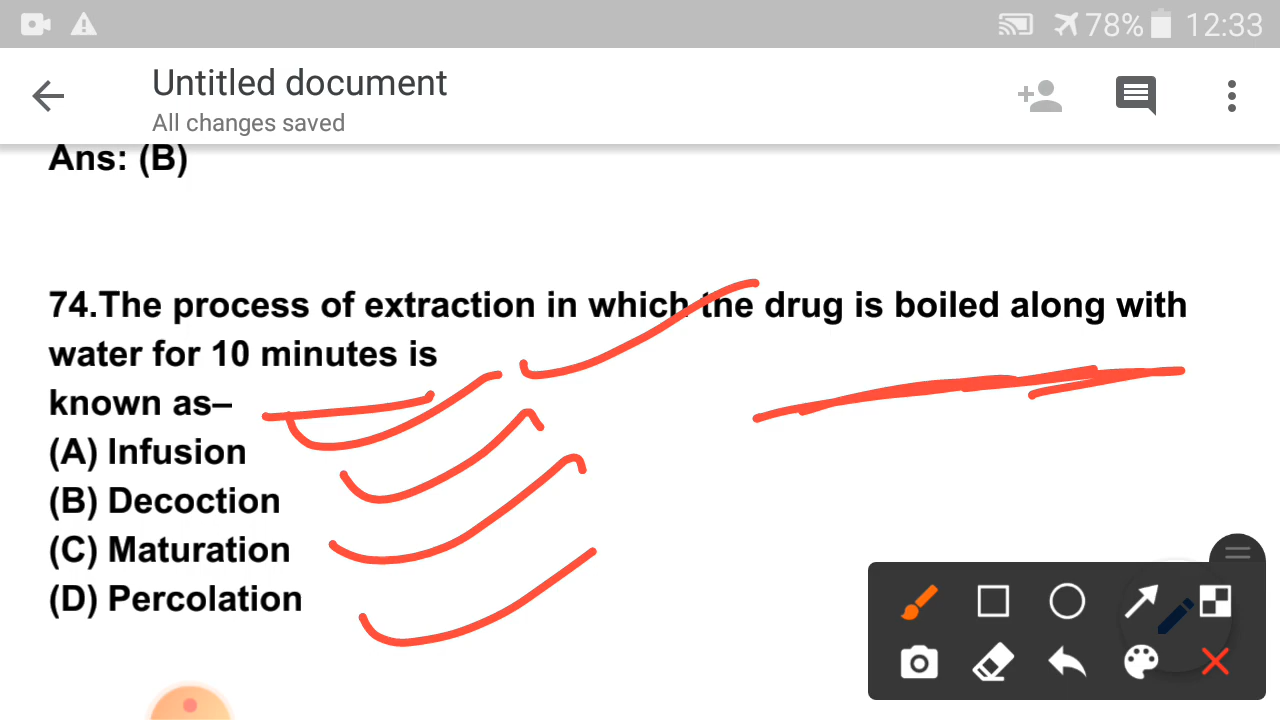 78% 12:33
Untitled document
All changes saved
Ans: (B)
74.The process of extraction in which the drug is boiled along with
water for 10 minutes is
known as–
(A) Infusion
(B) Decoction
(C) Maturation
(D) Percolation